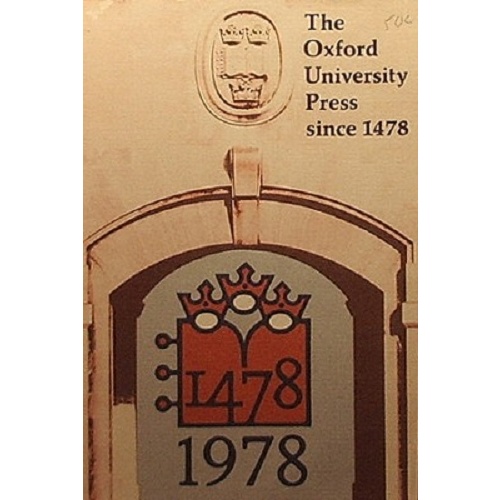 The
Oxford
University
Press
since 1478
1478
1978